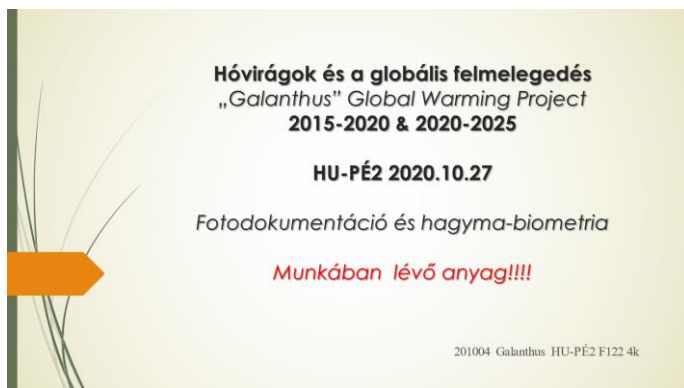 Hóvirágok és a globális felmelegedés
„Galanthus” Global Warming Project
2015-2020 & 2020-2025
HU-PÉ2 2020.10.27
Fotodokumentáció és hagyma-biometria
Munkában lévő anyag!!!!
201004 Galanthus HU-PÉ2 F122 4k